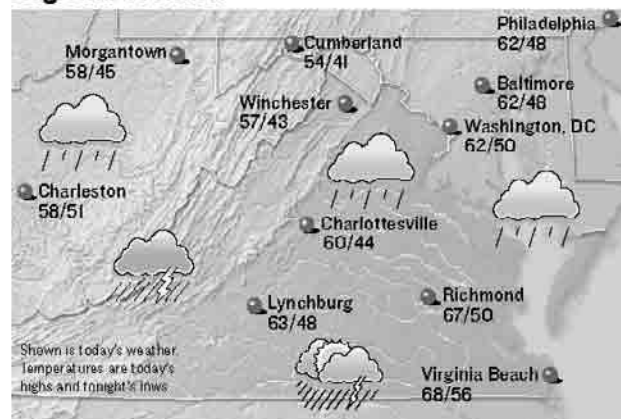 Philadelphia
62/48
Morgantown
58/45
Cumberland
54/41
Baltimore
62/48
Winchester
57/43
Washington, DC
62/50
Charleston
58/51
Charlottesville
60/44
Lynchburg
63/48
Richmond
67/50
Shown is today's weather.
Temperatures are today's
highs and tonight's lows
Virginia Beach
68/56